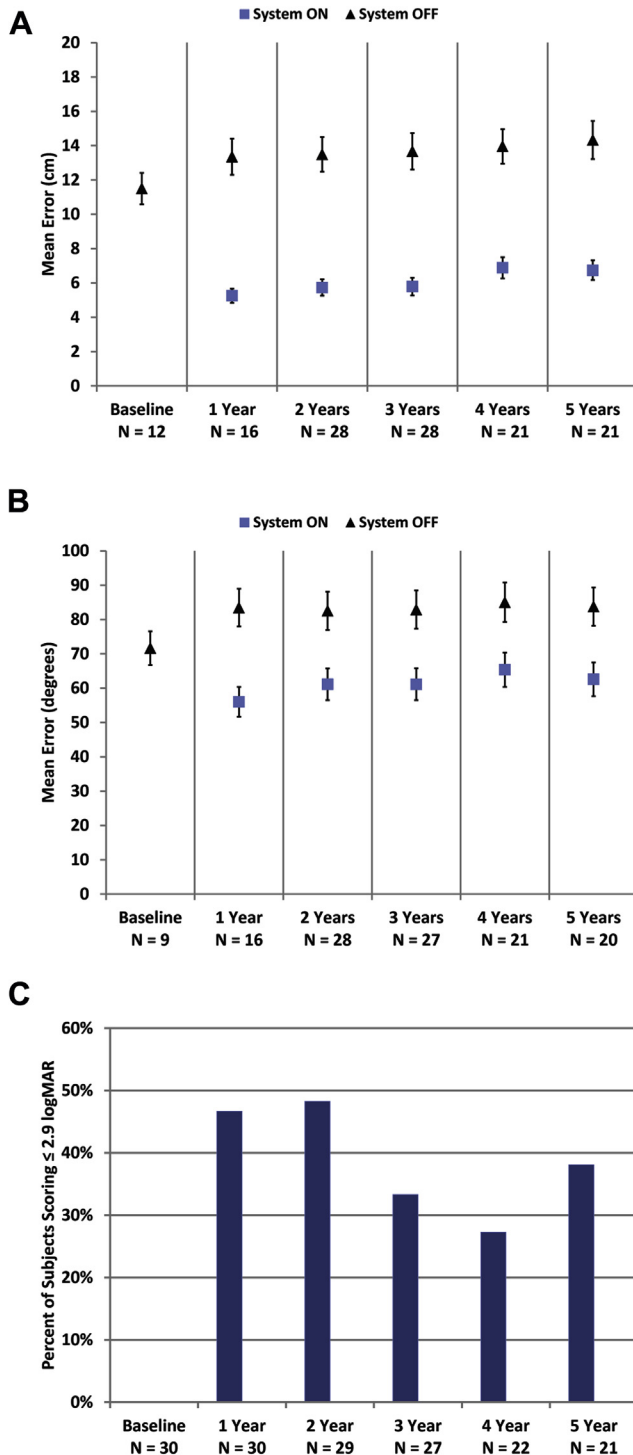 A
System ON System OFF
Mean Error (cm)
20
18
16
14
12
10
8
6
4
2
0
Baseline 1 Year 2 Years 3 Years 4 Years 5 Years
N = 12 N = 16 N = 28 N = 28 N = 21 N = 21
B
System ON System OFF
Mean Error (degrees)
100
90
80
70
60
50
40
30
20
10
0
Baseline 1 Year 2 Years 3 Years 4 Years 5 Years
N = 9 N = 16 N = 28 N = 27 N = 21 N = 20
C
Percent of Subjects Scoring ≤ 2.9 logMAR
60%
50%
40%
30%
20%
10%
0%
Baseline 1 Year 2 Year 3 Year 4 Year 5 Year
N = 30 N = 30 N = 29 N = 27 N = 22 N = 21